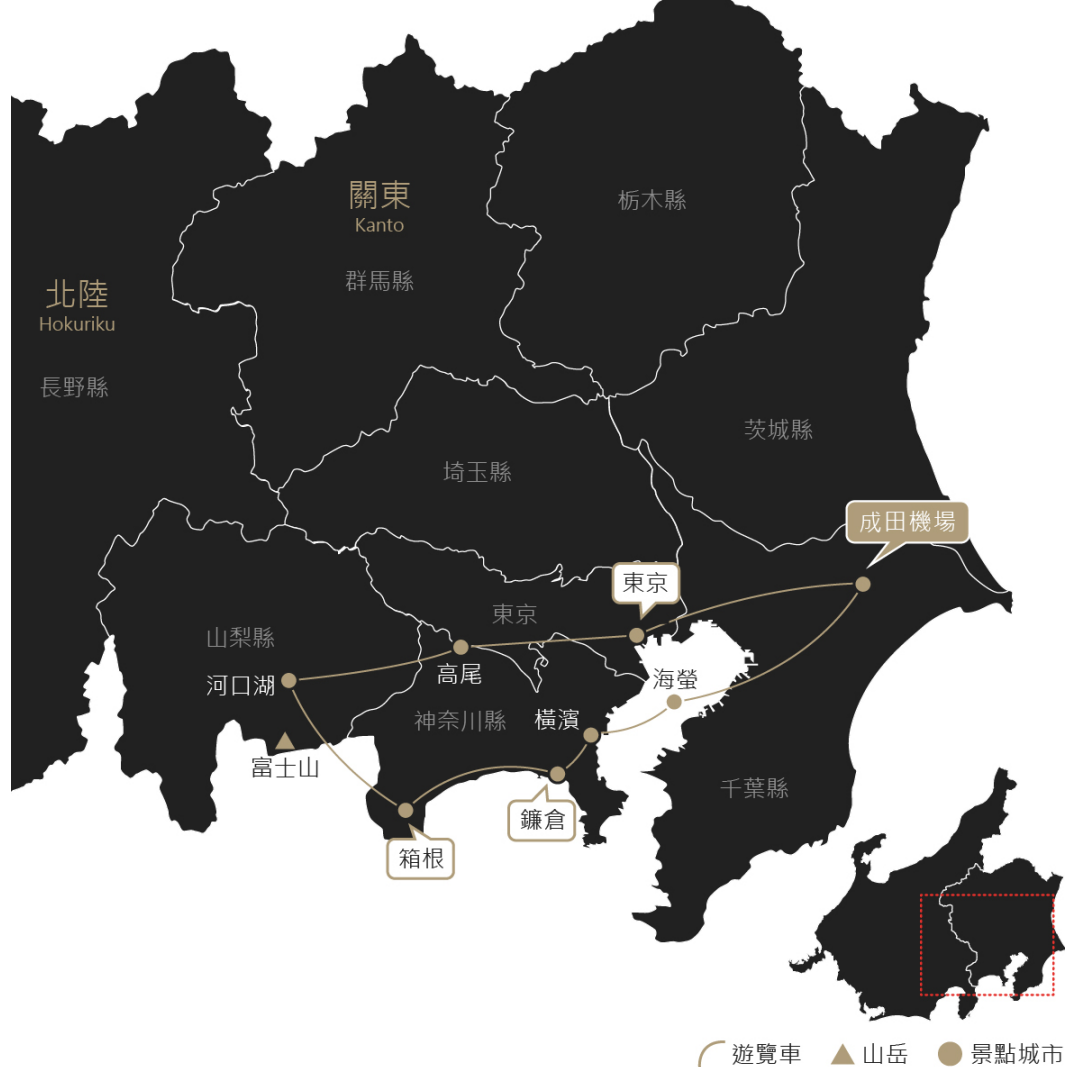 關東
Kanto
栃木縣
群馬縣
北陸
Hokuriku
長野縣
茨城縣
埼玉縣
成田機場
東京
東京
山梨縣
高尾
海螢
河口湖
神奈川縣
橫濱
富士山
千葉縣
鐮倉
箱根
遊覽車
山岳
景點城市